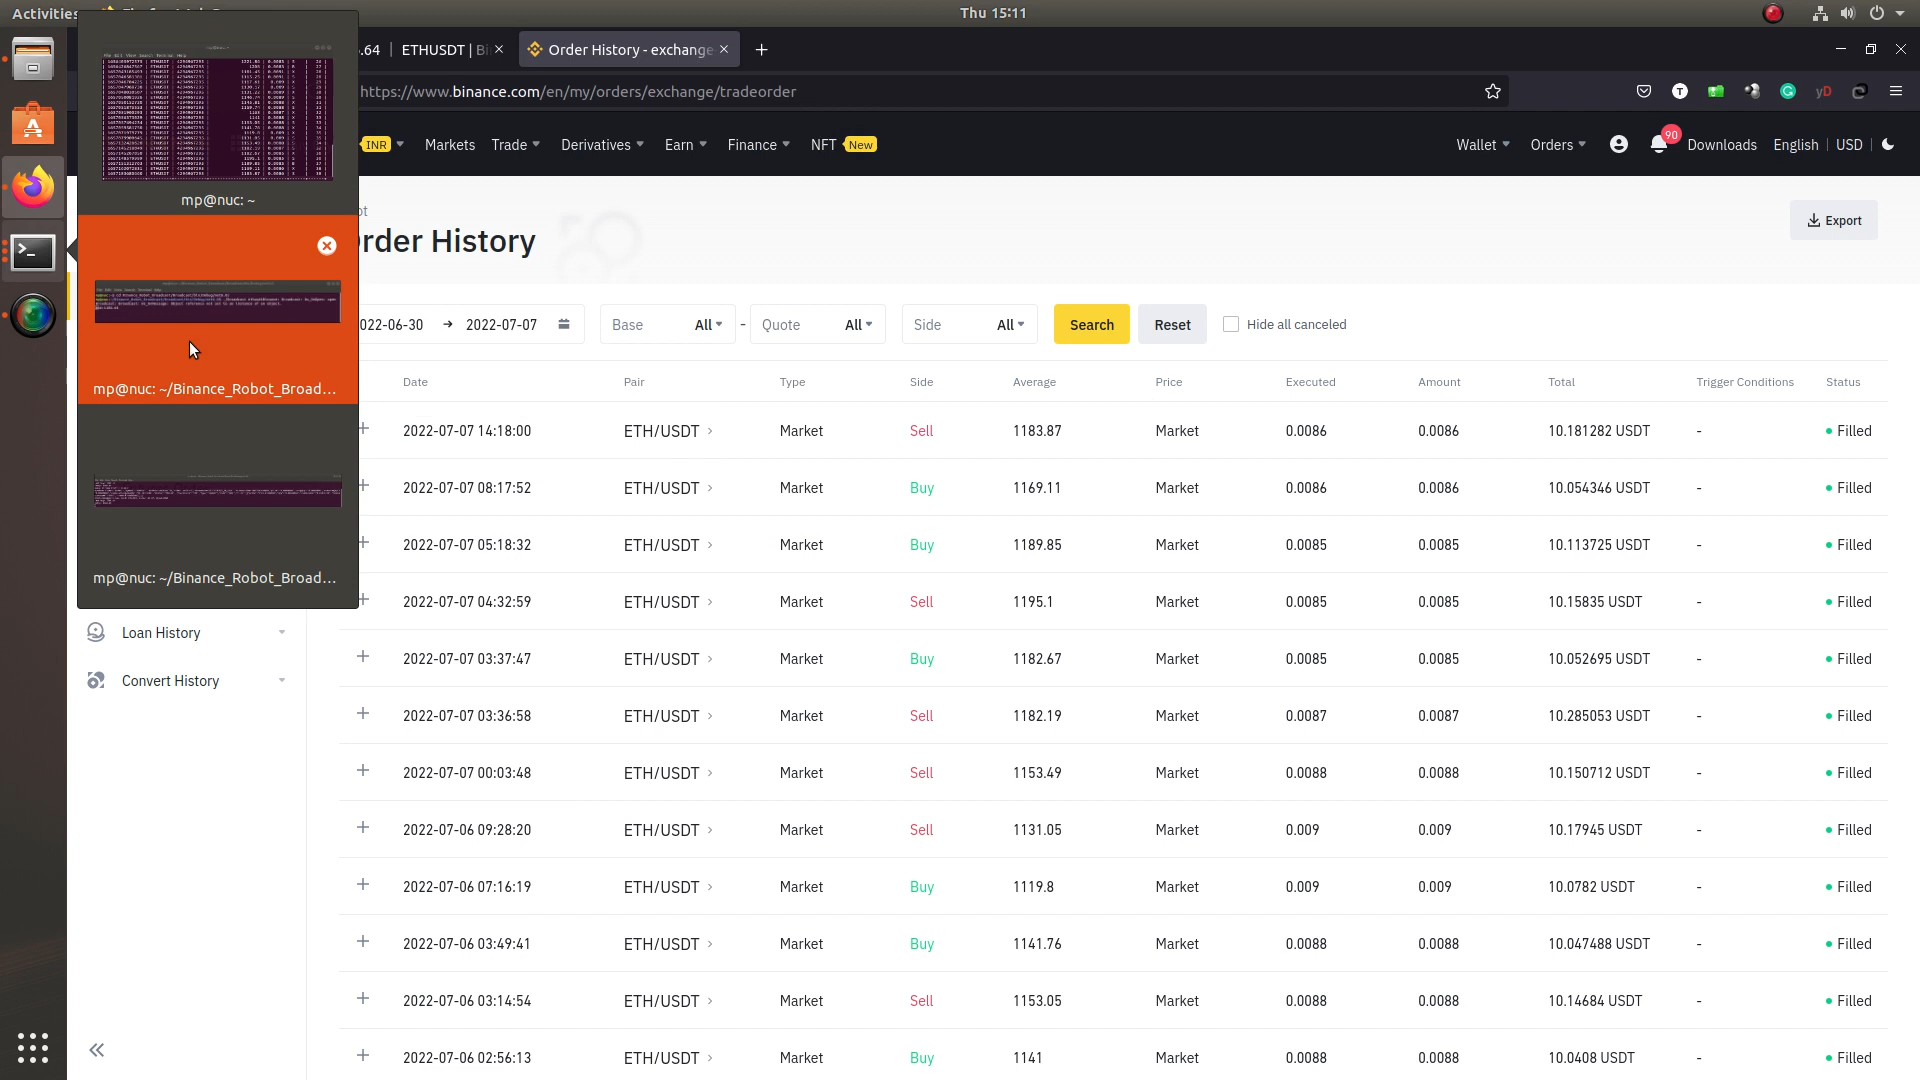 Activities
Thu 15:11
.64 | ETHUSDT | Bi
Order History - exchange
https://www.binance.com/en/my/orders/exchange/tradeorder
INR
Markets
Trade
Derivatives
Earn
Finance
NFT New
Wallet
Orders
90
Downloads
English
USD
mp@nuc: ~
mp@nuc: ~/Binance_Robot_Broad...
mp@nuc: ~/Binance_Robot_Broad...
Order History
Export
022-06-30 → 2022-07-07
Base All - Quote All
Side All
Search
Reset
Hide all canceled
Date Pair Type Side Average Price Executed Amount Total Trigger Conditions Status
2022-07-07 14:18:00 ETH/USDT Market Sell 1183.87 Market 0.0086 0.0086 10.181282 USDT - Filled
2022-07-07 08:17:52 ETH/USDT Market Buy 1169.11 Market 0.0086 0.0086 10.054346 USDT - Filled
2022-07-07 05:18:32 ETH/USDT Market Buy 1189.85 Market 0.0085 0.0085 10.113725 USDT - Filled
2022-07-07 04:32:59 ETH/USDT Market Sell 1195.1 Market 0.0085 0.0085 10.15835 USDT - Filled
2022-07-07 03:37:47 ETH/USDT Market Buy 1182.67 Market 0.0085 0.0085 10.052695 USDT - Filled
2022-07-07 03:36:58 ETH/USDT Market Sell 1182.19 Market 0.0087 0.0087 10.285053 USDT - Filled
2022-07-07 00:03:48 ETH/USDT Market Sell 1153.49 Market 0.0088 0.0088 10.150712 USDT - Filled
2022-07-06 09:28:20 ETH/USDT Market Sell 1131.05 Market 0.009 0.009 10.17945 USDT - Filled
2022-07-06 07:16:19 ETH/USDT Market Buy 1119.8 Market 0.009 0.009 10.0782 USDT - Filled
2022-07-06 03:49:41 ETH/USDT Market Buy 1141.76 Market 0.0088 0.0088 10.047488 USDT - Filled
2022-07-06 03:14:54 ETH/USDT Market Sell 1153.05 Market 0.0088 0.0088 10.14684 USDT - Filled
2022-07-06 02:56:13 ETH/USDT Market Buy 1141 Market 0.0088 0.0088 10.0408 USDT - Filled
Loan History
Convert History